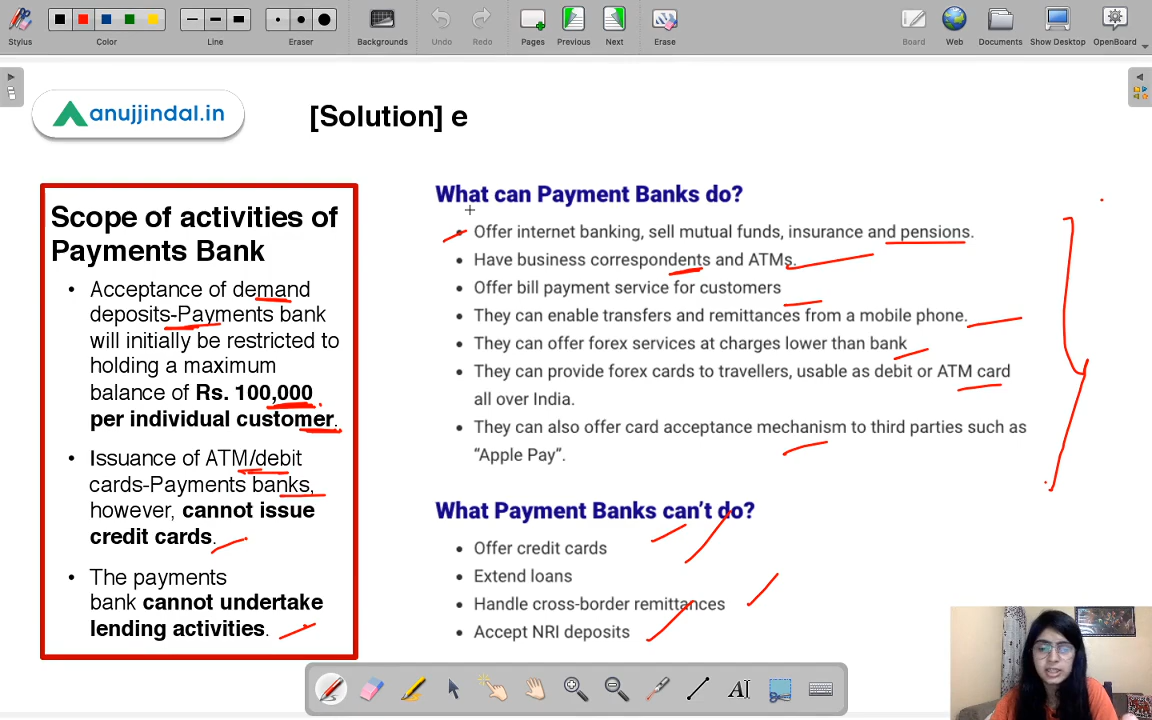 Stylus
Color
Line
Eraser
Backgrounds
Undo
Redo
Pages
Previous
Next
Erase
Board
Web
Documents
Show Desktop
OpenBoard
anujjindal.in
[Solution] e
Scope of activities of
Payments Bank
• Acceptance of demand
deposits-Payments bank
will initially be restricted to
holding a maximum
balance of Rs. 100,000
per individual customer.
• Issuance of ATM/debit
cards-Payments banks,
however, cannot issue
credit cards.
• The payments
bank cannot undertake
lending activities.
What can Payment Banks do?
• Offer internet banking, sell mutual funds, insurance and pensions.
• Have business correspondents and ATMs.
• Offer bill payment service for customers
• They can enable transfers and remittances from a mobile phone.
• They can offer forex services at charges lower than bank
• They can provide forex cards to travellers, usable as debit or ATM card
all over India.
• They can also offer card acceptance mechanism to third parties such as
“Apple Pay”.
What Payment Banks can’t do?
• Offer credit cards
• Extend loans
• Handle cross-border remittances
• Accept NRI deposits